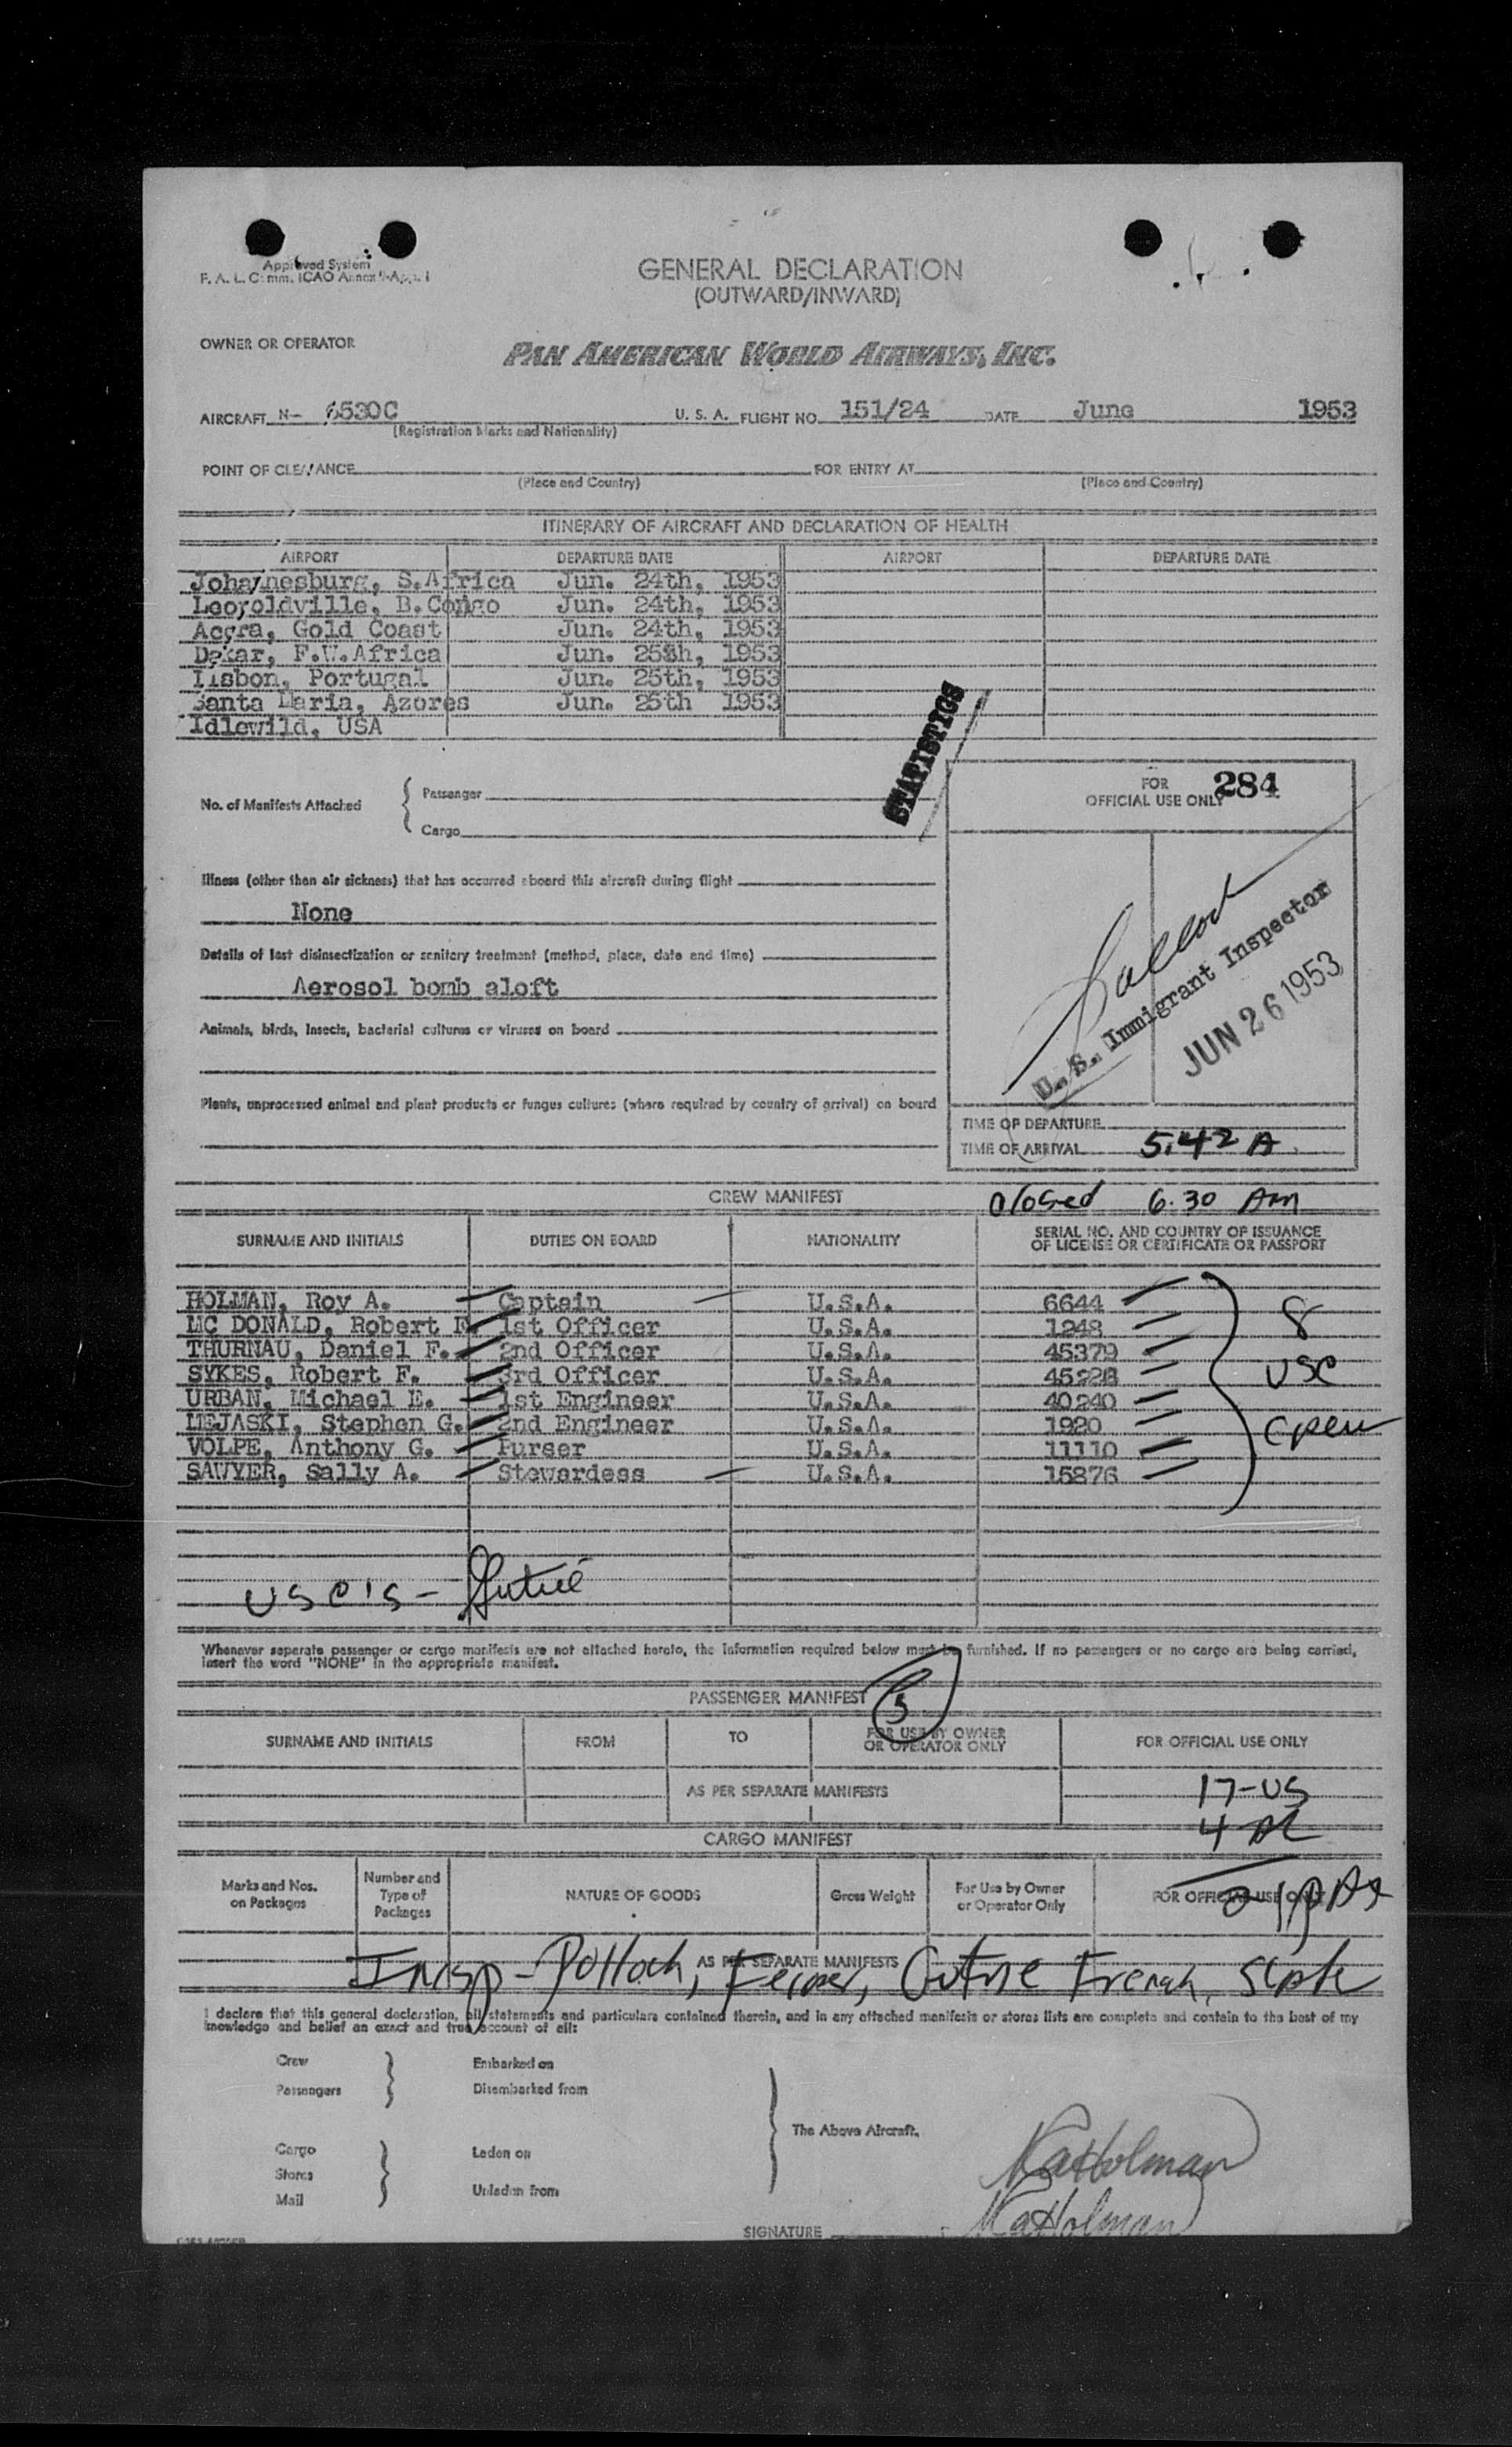 Approved System
F. A. L. Comm. ICAO Annex
GENERAL DECLARATION
(OUTWARD/INWARD)
OWNER OR OPERATOR
PAN AMERICAN WORLD AIRWAYS, INC.
AIRCRAFT N- 6530C U. S. A. FLIGHT NO. 151/24 DATE June 1953
(Registration Marks and Nationality)
POINT OF CLEARANCE FOR ENTRY AT
(Place and Country) (Place and Country)
ITINERARY OF AIRCRAFT AND DECLARATION OF HEALTH
AIRPORT DEPARTURE DATE AIRPORT DEPARTURE DATE
Johannesburg, S.Africa Jun. 24th, 1953
Leopoldville, B.Congo Jun. 24th, 1953
Accra, Gold Coast Jun. 24th, 1953
Dakar, F.W.Africa Jun. 25th, 1953
Lisbon, Portugal Jun. 25th, 1953
Santa Maria, Azores Jun. 25th 1953
Idlewild, USA
STATISTICS
No. of Manifests Attached
Passenger
Cargo
FOR
OFFICIAL USE ONLY
284
Illness (other than air sickness) that has occurred aboard this aircraft during flight
None
Details of last disinsectization or sanitary treatment (method, place, date and time)
Aerosol bomb aloft
Animals, birds, insects, bacterial cultures or viruses on board
Plants, unprocessed animal and plant products or fungus cultures (where required by country of arrival) on board
U. S. Immigrant Inspector
JUN 26 1953
TIME OF DEPARTURE
TIME OF ARRIVAL 5.42 A
CREW MANIFEST closed 6.30 Am
SURNAME AND INITIALS DUTIES ON BOARD NATIONALITY SERIAL NO. AND COUNTRY OF ISSUANCE
OF LICENSE OR CERTIFICATE OR PASSPORT
HOLMAN, Roy A. Captain U.S.A. 6644
MC DONALD, Robert 1st Officer U.S.A. 1248
THURNAU, Daniel F. 2nd Officer U.S.A. 45379
SYKES, Robert F. 3rd Officer U.S.A. 45228
URBAN, Michael E. 1st Engineer U.S.A. 40240
MEJASKI, Stephen G. 2nd Engineer U.S.A. 1920
VOLPE, Anthony G. Purser U.S.A. 11110
SAWYER, Sally A. Stewardess U.S.A. 15876
8
USC
crew
USC'S -
Whenever separate passenger or cargo manifests are not attached hereto, the information required below must be furnished. If no passengers or no cargo are being carried,
insert the word "NONE" in the appropriate manifest.
PASSENGER MANIFEST
5
SURNAME AND INITIALS FROM TO FOR USE BY OWNER
OR OPERATOR ONLY FOR OFFICIAL USE ONLY
AS PER SEPARATE MANIFESTS
17-US
4
CARGO MANIFEST
Marks and Nos.
on Packages
Number and
Type of
Packages
NATURE OF GOODS
Gross Weight
For Use by Owner
or Operator Only
FOR OFFICIAL USE ONLY
21
AS PER SEPARATE MANIFESTS
Insp - Pollock,
I declare that this general declaration, all statements and particulars contained therein, and in any attached manifests or stores lists are complete and contain to the best of my
knowledge and belief an exact and true account of all:
Crew
Passengers
Embarked on
Disembarked from
Cargo
Stores
Mail
Laden on
Unladen from
The Above Aircraft.
RaHolman
SIGNATURE RaHolman